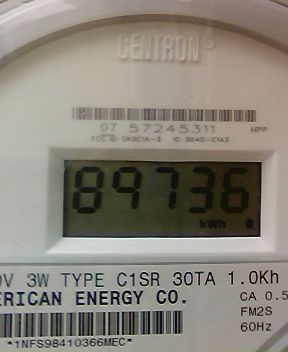 CENTRON
07 57245311 HPP
89736
kWh
0V 3W TYPE C1SR 30TA 1.0Kh
ERICAN ENERGY CO.
CA 0.5
FM2S
60Hz
*1NFS98410366MEC*